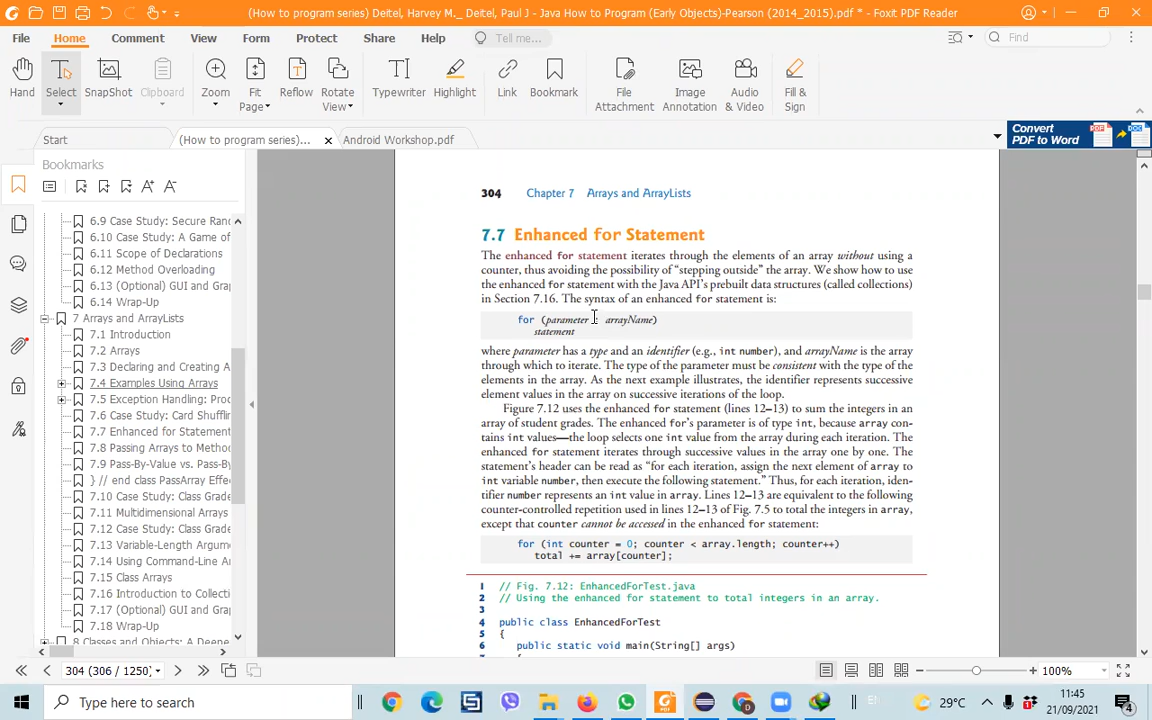 (How to program series) Deitel, Harvey M._ Deitel, Paul J - Java How to Program (Early Objects)-Pearson (2014_2015).pdf * - Foxit PDF Reader
File Home Comment View Form Protect Share Help Tell me... Find
Hand Select SnapShot Clipboard Zoom Fit Page Reflow Rotate View Typewriter Highlight Link Bookmark File Attachment Image Annotation Audio & Video Fill & Sign
Start (How to program series)... Android Workshop.pdf Convert PDF to Word
Bookmarks
6.9 Case Study: Secure Ran
6.10 Case Study: A Game of
6.11 Scope of Declarations
6.12 Method Overloading
6.13 (Optional) GUI and Grap
6.14 Wrap-Up
7 Arrays and ArrayLists
7.1 Introduction
7.2 Arrays
7.3 Declaring and Creating A
7.4 Examples Using Arrays
7.5 Exception Handling: Proc
7.6 Case Study: Card Shuffling
7.7 Enhanced for Statement
7.8 Passing Arrays to Metho
7.9 Pass-By-Value vs. Pass-B
} // end class PassArray Effe
7.10 Case Study: Class Grade
7.11 Multidimensional Arrays
7.12 Case Study: Class Grade
7.13 Variable-Length Argum
7.14 Using Command-Line A
7.15 Class Arrays
7.16 Introduction to Collecti
7.17 (Optional) GUI and Gra
7.18 Wrap-Up
8 Classes and Objects: A Deepe
304 Chapter 7 Arrays and ArrayLists
7.7 Enhanced for Statement
The enhanced for statement iterates through the elements of an array without using a
counter, thus avoiding the possibility of “stepping outside” the array. We show how to use
the enhanced for statement with the Java API’s prebuilt data structures (called collections)
in Section 7.16. The syntax of an enhanced for statement is:
for (parameter : arrayName)
statement
where parameter has a type and an identifier (e.g., int number), and arrayName is the array
through which to iterate. The type of the parameter must be consistent with the type of the
elements in the array. As the next example illustrates, the identifier represents successive
element values in the array on successive iterations of the loop.
Figure 7.12 uses the enhanced for statement (lines 12–13) to sum the integers in an
array of student grades. The enhanced for’s parameter is of type int, because array con-
tains int values—the loop selects one int value from the array during each iteration. The
enhanced for statement iterates through successive values in the array one by one. The
statement’s header can be read as “for each iteration, assign the next element of array to
int variable number, then execute the following statement.” Thus, for each iteration, iden-
tifier number represents an int value in array. Lines 12–13 are equivalent to the following
counter-controlled repetition used in lines 12–13 of Fig. 7.5 to total the integers in array,
except that counter cannot be accessed in the enhanced for statement:
for (int counter = 0; counter < array.length; counter++)
total += array[counter];
1 // Fig. 7.12: EnhancedForTest.java
2 // Using the enhanced for statement to total integers in an array.
3
4 public class EnhancedForTest
5 {
6 public static void main(String[] args)
304 (306 / 1250) 100%
Type here to search 29°C 11:45
21/09/2021
4